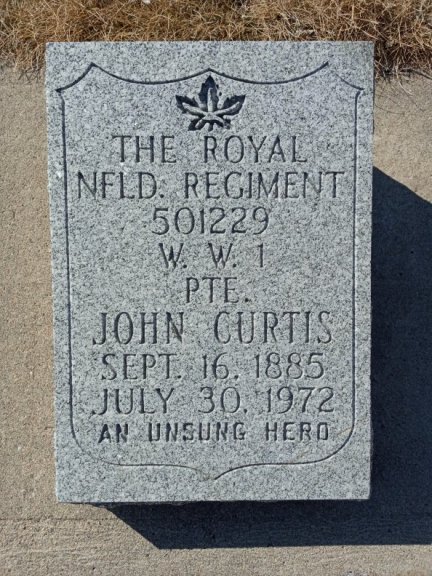 THE ROYAL
NFLD. REGIMENT
501229
W. W. 1
PTE.
JOHN CURTIS
SEPT. 16, 1885
JULY 30, 1972
AN UNSUNG HERO